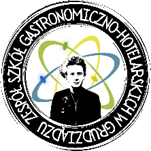 ZESPÓŁ SZKÓŁ GASTRONOMICZNO-HOTELARSKICH W GRUDZIĄDZU